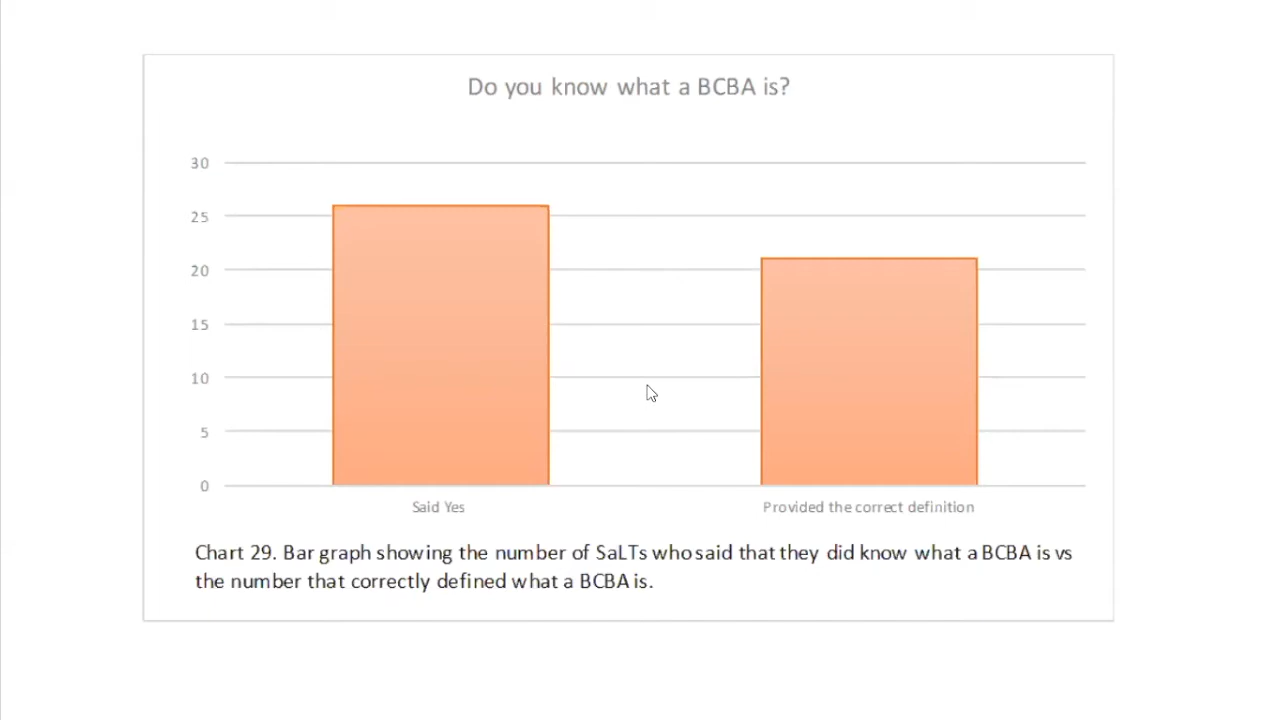 Do you know what a BCBA is?
30
25
20
15
10
5
0
Said Yes
Provided the correct definition
Chart 29. Bar graph showing the number of SaLTs who said that they did know what a BCBA is vs
the number that correctly defined what a BCBA is.